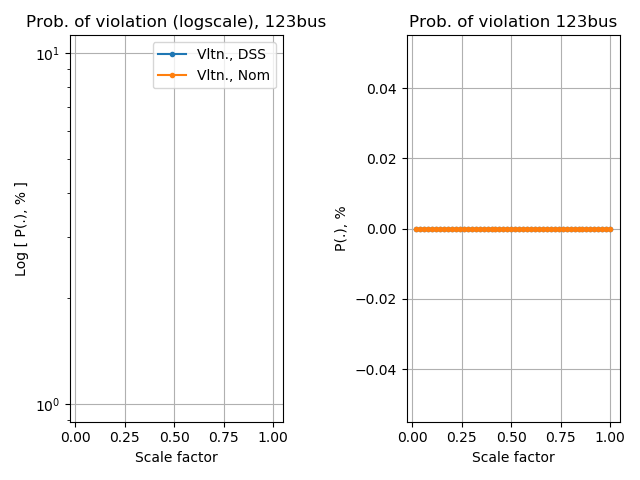 Prob. of violation (logscale), 123bus
Prob. of violation 123bus
Vltn., DSS
Vltn., Nom
10¹
10⁰
Log [ P(.), % ]
0.00 0.25 0.50 0.75 1.00
Scale factor
0.04
0.02
0.00
−0.02
−0.04
P(.), %
0.00 0.25 0.50 0.75 1.00
Scale factor